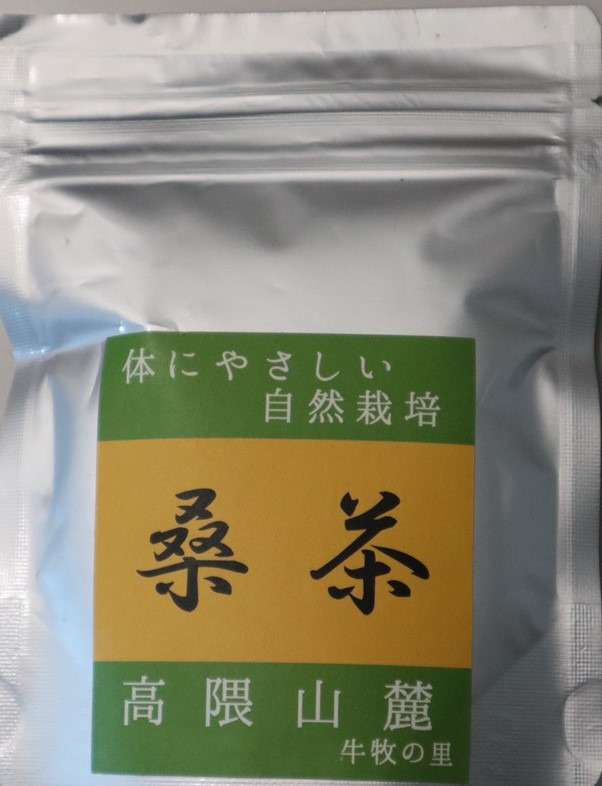 体にやさしい
自然栽培
桑茶
高隈山麓
牛牧の里